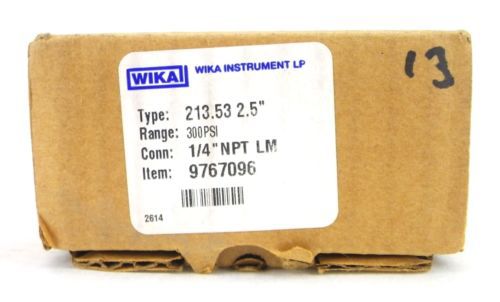 WIKA WIKA INSTRUMENT LP
13
Type: 213.53 2.5"
Range: 300PSI
Conn: 1/4"NPT LM
Item: 9767096
2614